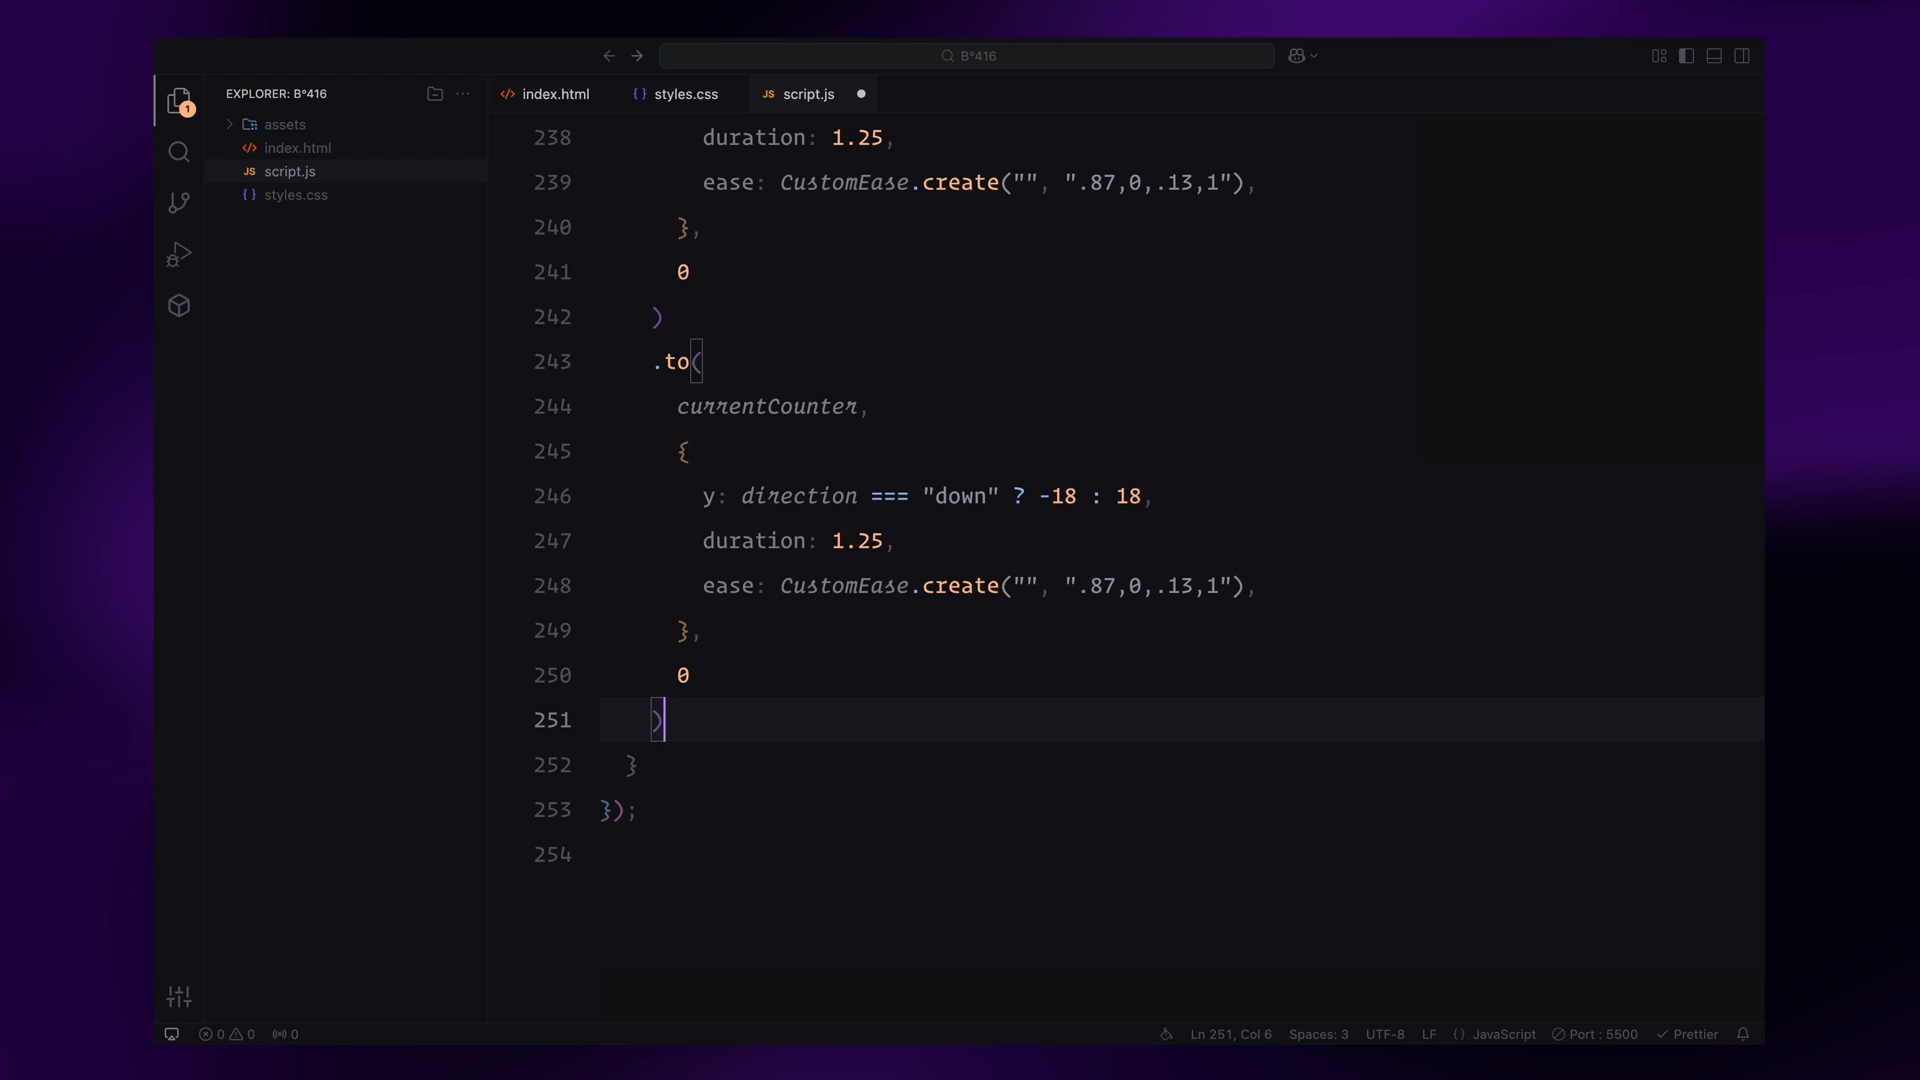 B°416
EXPLORER: B°416
index.html
styles.css
JS script.js
1
assets
index.html
JS script.js
styles.css
238 duration: 1.25,
239 ease: CustomEase.create("", ".87,0,.13,1"),
240 },
241 0
242 )
243 .to(
244 currentCounter,
245 {
246 y: direction === "down" ? -18 : 18,
247 duration: 1.25,
248 ease: CustomEase.create("", ".87,0,.13,1"),
249 },
250 0
251 )
252 }
253 });
254
0 0 0
Ln 251, Col 6 Spaces: 3 UTF-8 LF {} JavaScript Port : 5500 Prettier